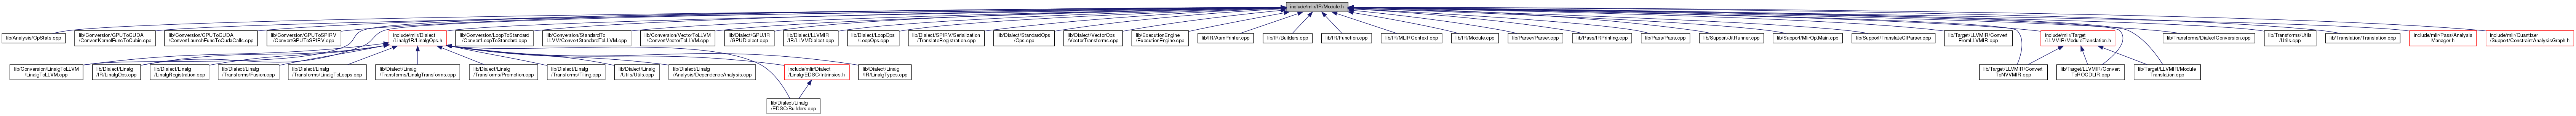 include/mlir/IR/Module.h
lib/Analysis/OpStats.cpp
lib/Conversion/GPUToCUDA
/ConvertKernelFuncToCubin.cpp
lib/Conversion/GPUToCUDA
/ConvertLaunchFuncToCudaCalls.cpp
lib/Conversion/GPUToSPIRV
/ConvertGPUToSPIRV.cpp
include/mlir/Dialect
/Linalg/IR/LinalgOps.h
lib/Conversion/LoopToStandard
/ConvertLoopToStandard.cpp
lib/Conversion/StandardTo
LLVM/ConvertStandardToLLVM.cpp
lib/Conversion/VectorToLLVM
/ConvertVectorToLLVM.cpp
lib/Dialect/GPU/IR
/GPUDialect.cpp
lib/Dialect/LLVMIR
/IR/LLVMDialect.cpp
lib/Dialect/LoopOps
/LoopOps.cpp
lib/Dialect/SPIRV/Serialization
/TranslateRegistration.cpp
lib/Dialect/StandardOps
/Ops.cpp
lib/Dialect/VectorOps
/VectorTransforms.cpp
lib/ExecutionEngine
/ExecutionEngine.cpp
lib/IR/AsmPrinter.cpp
lib/IR/Builders.cpp
lib/IR/Function.cpp
lib/IR/MLIRContext.cpp
lib/IR/Module.cpp
lib/Parser/Parser.cpp
lib/Pass/IRPrinting.cpp
lib/Pass/Pass.cpp
lib/Support/JitRunner.cpp
lib/Support/MlirOptMain.cpp
lib/Support/TranslateClParser.cpp
lib/Target/LLVMIR/Convert
FromLLVMIR.cpp
include/mlir/Target
/LLVMIR/ModuleTranslation.h
lib/Transforms/DialectConversion.cpp
lib/Transforms/Utils
/Utils.cpp
lib/Translation/Translation.cpp
include/mlir/Pass/Analysis
Manager.h
include/mlir/Quantizer
/Support/ConstraintAnalysisGraph.h
lib/Conversion/LinalgToLLVM
/LinalgToLLVM.cpp
lib/Dialect/Linalg
/IR/LinalgOps.cpp
lib/Dialect/Linalg
/LinalgRegistration.cpp
lib/Dialect/Linalg
/Transforms/Fusion.cpp
lib/Dialect/Linalg
/Transforms/LinalgToLoops.cpp
lib/Dialect/Linalg
/Transforms/LinalgTransforms.cpp
lib/Dialect/Linalg
/Transforms/Promotion.cpp
lib/Dialect/Linalg
/Transforms/Tiling.cpp
lib/Dialect/Linalg
/Utils/Utils.cpp
lib/Dialect/Linalg
/Analysis/DependenceAnalysis.cpp
include/mlir/Dialect
/Linalg/EDSC/Intrinsics.h
lib/Dialect/Linalg
/IR/LinalgTypes.cpp
lib/Target/LLVMIR/Convert
ToNVVMIR.cpp
lib/Target/LLVMIR/Convert
ToROCDLIR.cpp
lib/Target/LLVMIR/Module
Translation.cpp
lib/Dialect/Linalg
/EDSC/Builders.cpp